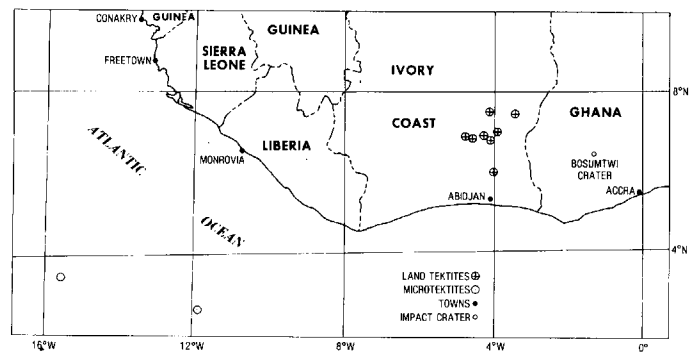 CONAKRY
GUINEA
GUINEA
SIERRA
LEONE
FREETOWN
IVORY
COAST
8°N
GHANA
ATLANTIC
LIBERIA
MONROVIA
BOSUMTWI
CRATER
ABIDJAN
ACCRA
OCEAN
4°N
LAND TEKTITES
MICROTEKTITES
TOWNS
IMPACT CRATER
16°W
12°W
8°W
4°W
0°